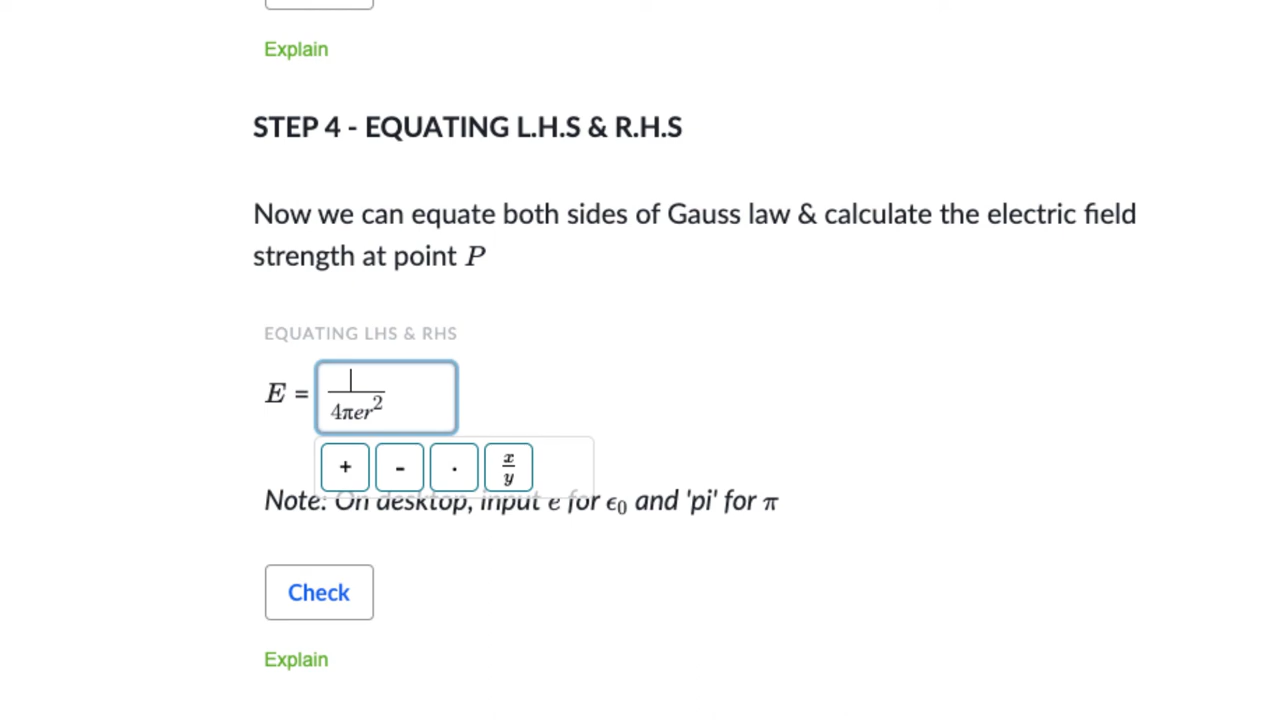 Explain
STEP 4 - EQUATING L.H.S & R.H.S
Now we can equate both sides of Gauss law & calculate the electric field
strength at point P
EQUATING LHS & RHS
E = / 4πer²
+ - · x/y
Note: On desktop, input e for ϵ₀ and 'pi' for π
Check
Explain